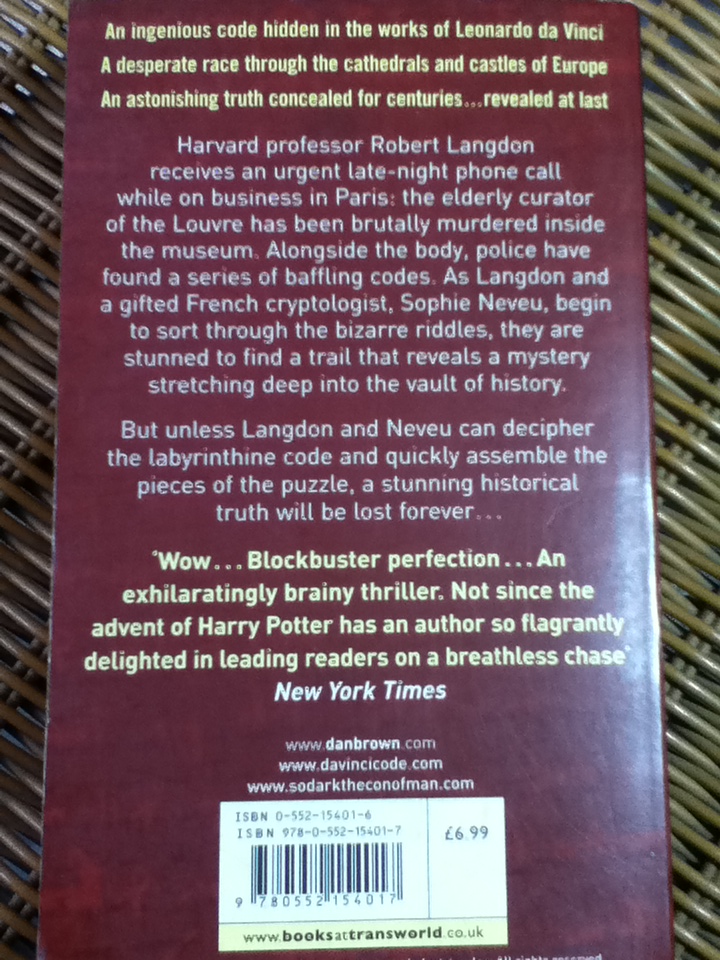 An ingenious code hidden in the works of Leonardo da Vinci
A desperate race through the cathedrals and castles of Europe
An astonishing truth concealed for centuries...revealed at last
Harvard professor Robert Langdon
receives an urgent late-night phone call
while on business in Paris: the elderly curator
of the Louvre has been brutally murdered inside
the museum. Alongside the body, police have
found a series of baffling codes. As Langdon and
a gifted French cryptologist, Sophie Neveu, begin
to sort through the bizarre riddles, they are
stunned to find a trail that reveals a mystery
stretching deep into the vault of history.
But unless Langdon and Neveu can decipher
the labyrinthine code and quickly assemble the
pieces of the puzzle, a stunning historical
truth will be lost forever...
'Wow...Blockbuster perfection...An
exhilaratingly brainy thriller. Not since the
advent of Harry Potter has an author so flagrantly
delighted in leading readers on a breathless chase'
New York Times
www.danbrown.com
www.davincicode.com
www.sodarktheconofman.com
ISBN 0-552-15401-6
ISBN 978-0-552-15401-7
£6.99
9 780552 154017
www.booksattransworld.co.uk
All rights reserved